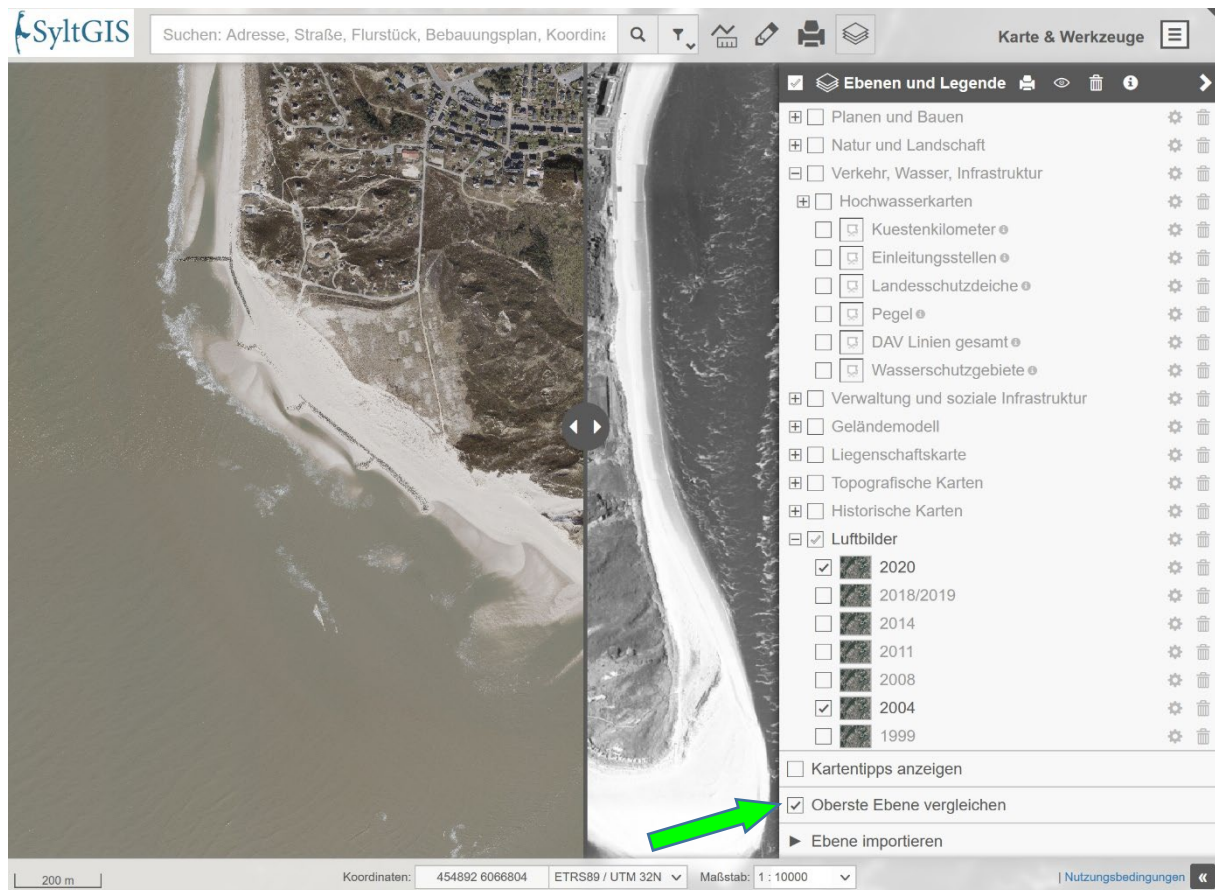 SyltGIS
Suchen: Adresse, Straße, Flurstück, Bebauungsplan, Koordina
Karte & Werkzeuge
Ebenen und Legende
Planen und Bauen
Natur und Landschaft
Verkehr, Wasser, Infrastruktur
Hochwasserkarten
Kuestenkilometer
Einleitungsstellen
Landesschutzdeiche
Pegel
DAV Linien gesamt
Wasserschutzgebiete
Verwaltung und soziale Infrastruktur
Geländemodell
Liegenschaftskarte
Topografische Karten
Historische Karten
Luftbilder
2020
2018/2019
2014
2011
2008
2004
1999
Kartentipps anzeigen
Oberste Ebene vergleichen
Ebene importieren
200 m
Koordinaten: 454892 6066804 ETRS89 / UTM 32N Maßstab: 1 : 10000 | Nutzungsbedingungen «